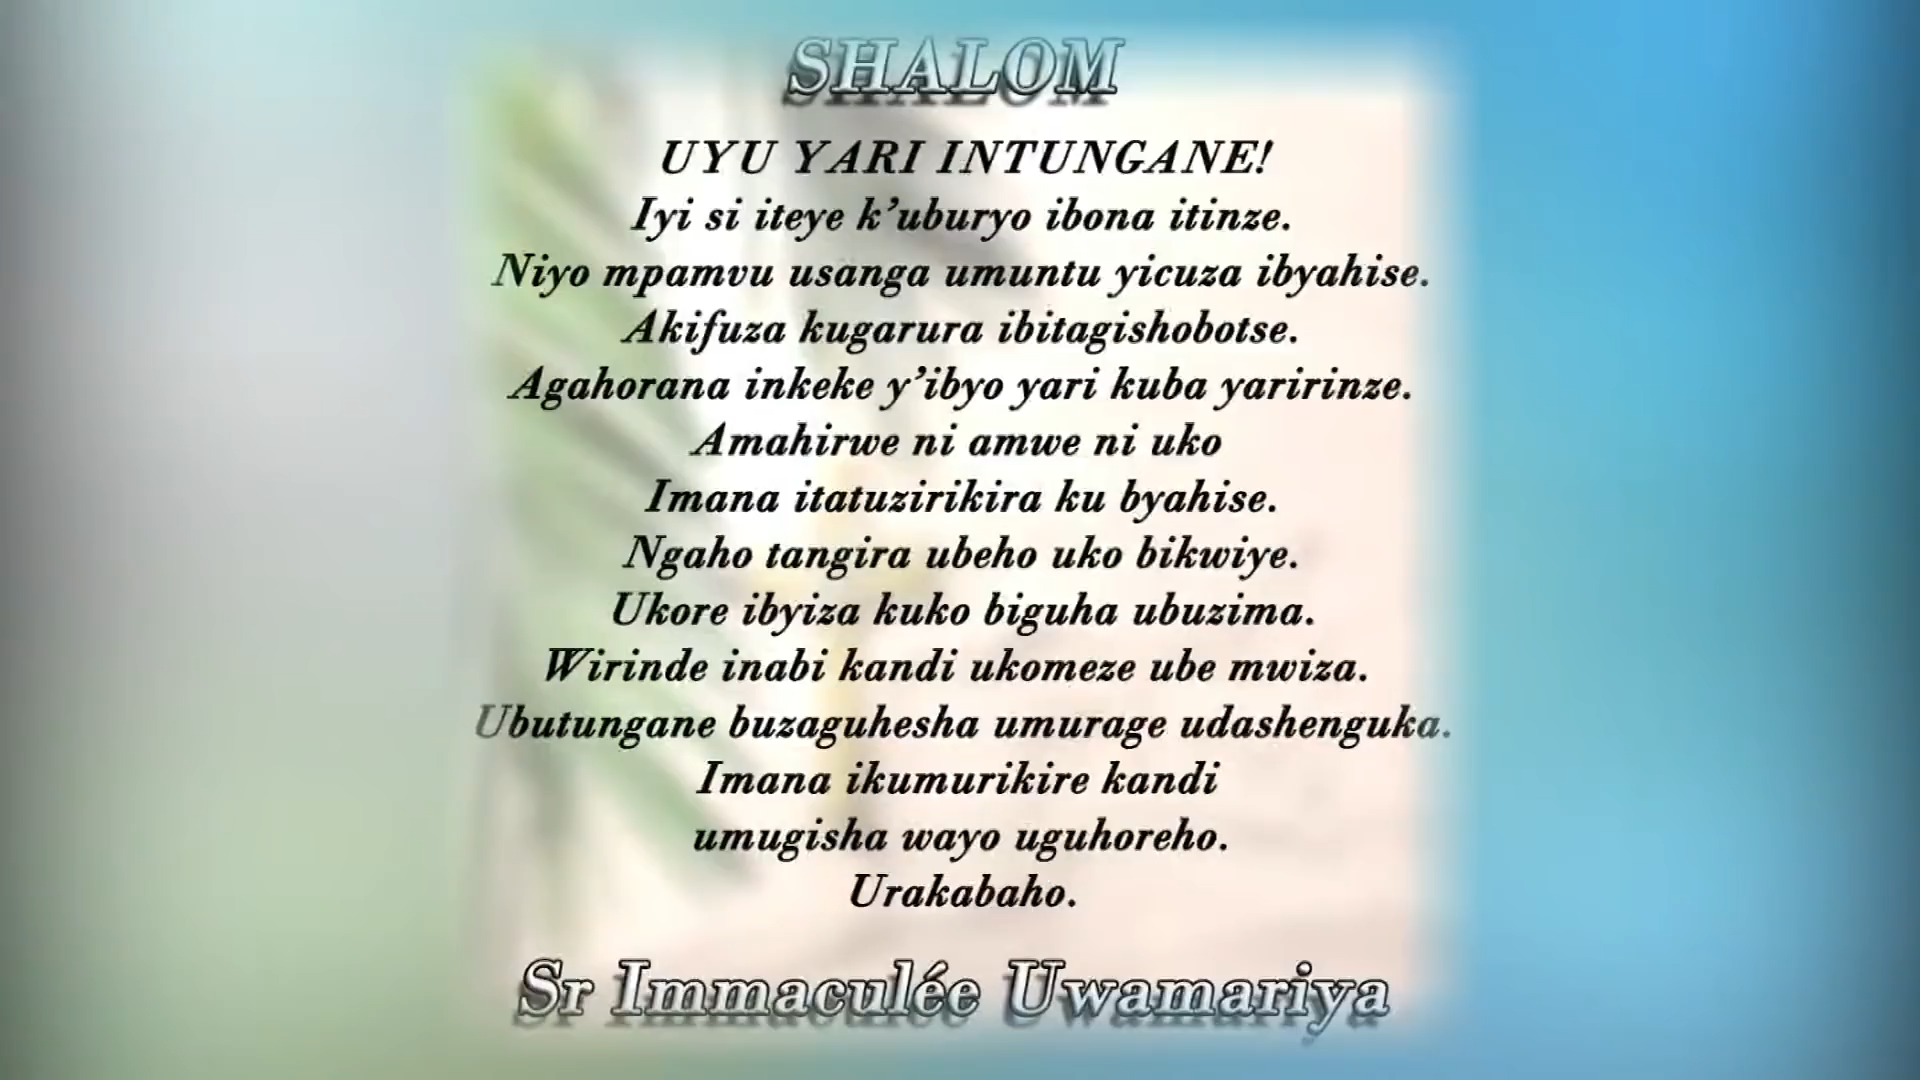 SHALOM
UYU YARI INTUNGANE!
Iyi si iteye k’uburyo ibona itinze.
Niyo mpamvu usanga umuntu yicuza ibyahise.
Akifuza kugarura ibitagishobotse.
Agahorana inkeke y’ibyo yari kuba yaririnze.
Amahirwe ni amwe ni uko
Imana itatuzirikira ku byahise.
Ngaho tangira ubeho uko bikwiye.
Ukore ibyiza kuko biguha ubuzima.
Wirinde inabi kandi ukomeze ube mwiza.
Ubutungane buzaguhesha umurage udashenguka.
Imana ikumurikire kandi
umugisha wayo uguhoreho.
Urakabaho.
Sr Immaculée Uwamariya